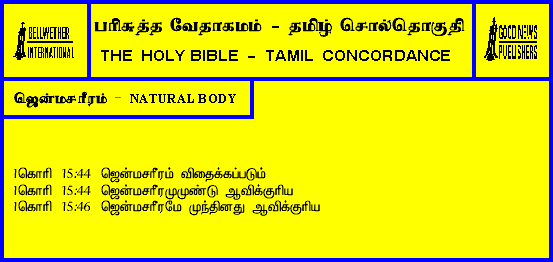 BELLWETHER
INTERNATIONAL
பரிசுத்த வேதாகமம் - தமிழ் சொல்தொகுதி
THE HOLY BIBLE - TAMIL CONCORDANCE
GOOD NEWS
PUBLISHERS
ஜென்மசரீரம் - NATURAL BODY
1கொரி 15:44 ஜென்மசரீரம் விதைக்கப்படும்
1கொரி 15:44 ஜென்மசரீரமுமுண்டு ஆவிக்குரிய
1கொரி 15:46 ஜென்மசரீரமே முந்தினது ஆவிக்குரிய